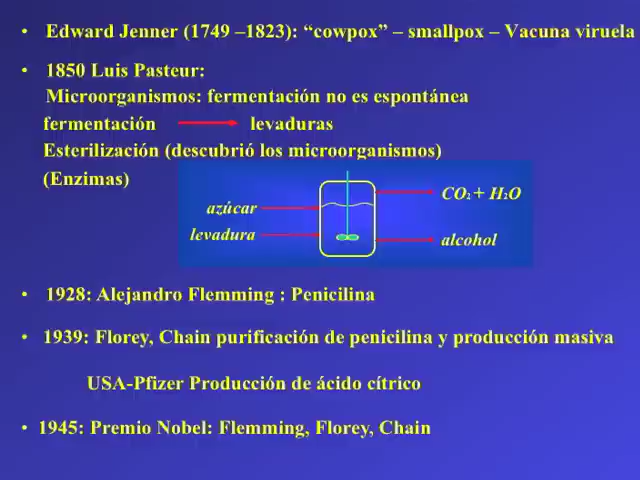 • Edward Jenner (1749 –1823): “cowpox” – smallpox – Vacuna viruela
• 1850 Luis Pasteur:
Microorganismos: fermentación no es espontánea
fermentación levaduras
Esterilización (descubrió los microorganismos)
(Enzimas)
azúcar
levadura
CO₂ + H₂O
alcohol
• 1928: Alejandro Flemming : Penicilina
• 1939: Florey, Chain purificación de penicilina y producción masiva
USA-Pfizer Producción de ácido cítrico
• 1945: Premio Nobel: Flemming, Florey, Chain